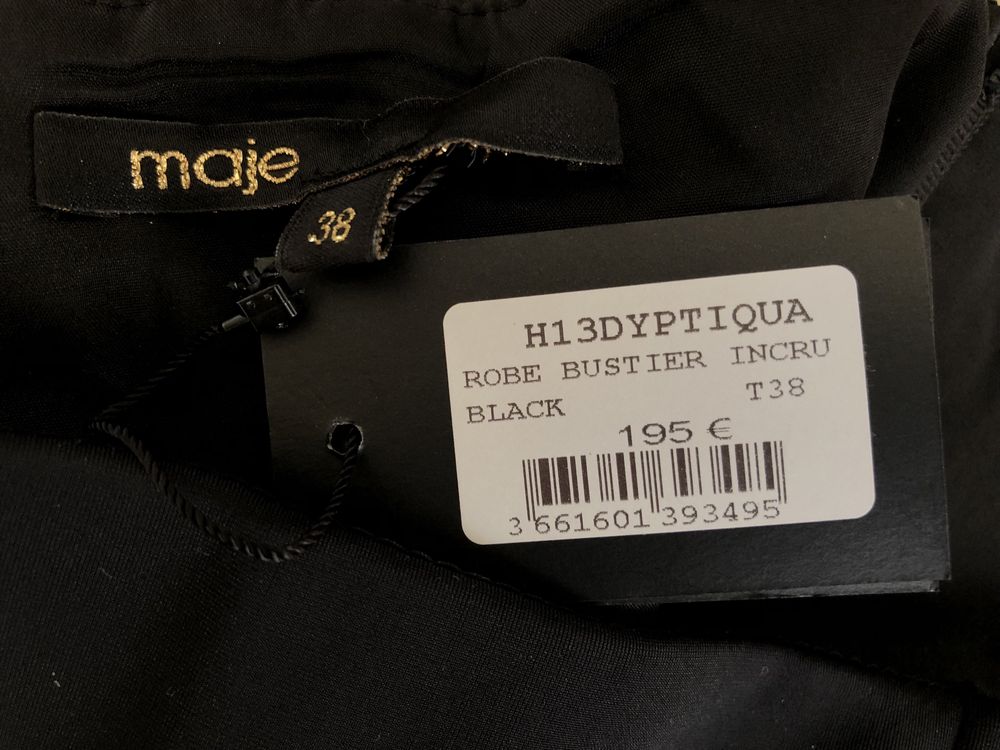 maje
38
H13DYPTIQUA
ROBE BUSTIER INCRU
BLACK T38
195 €
3 661601 393495